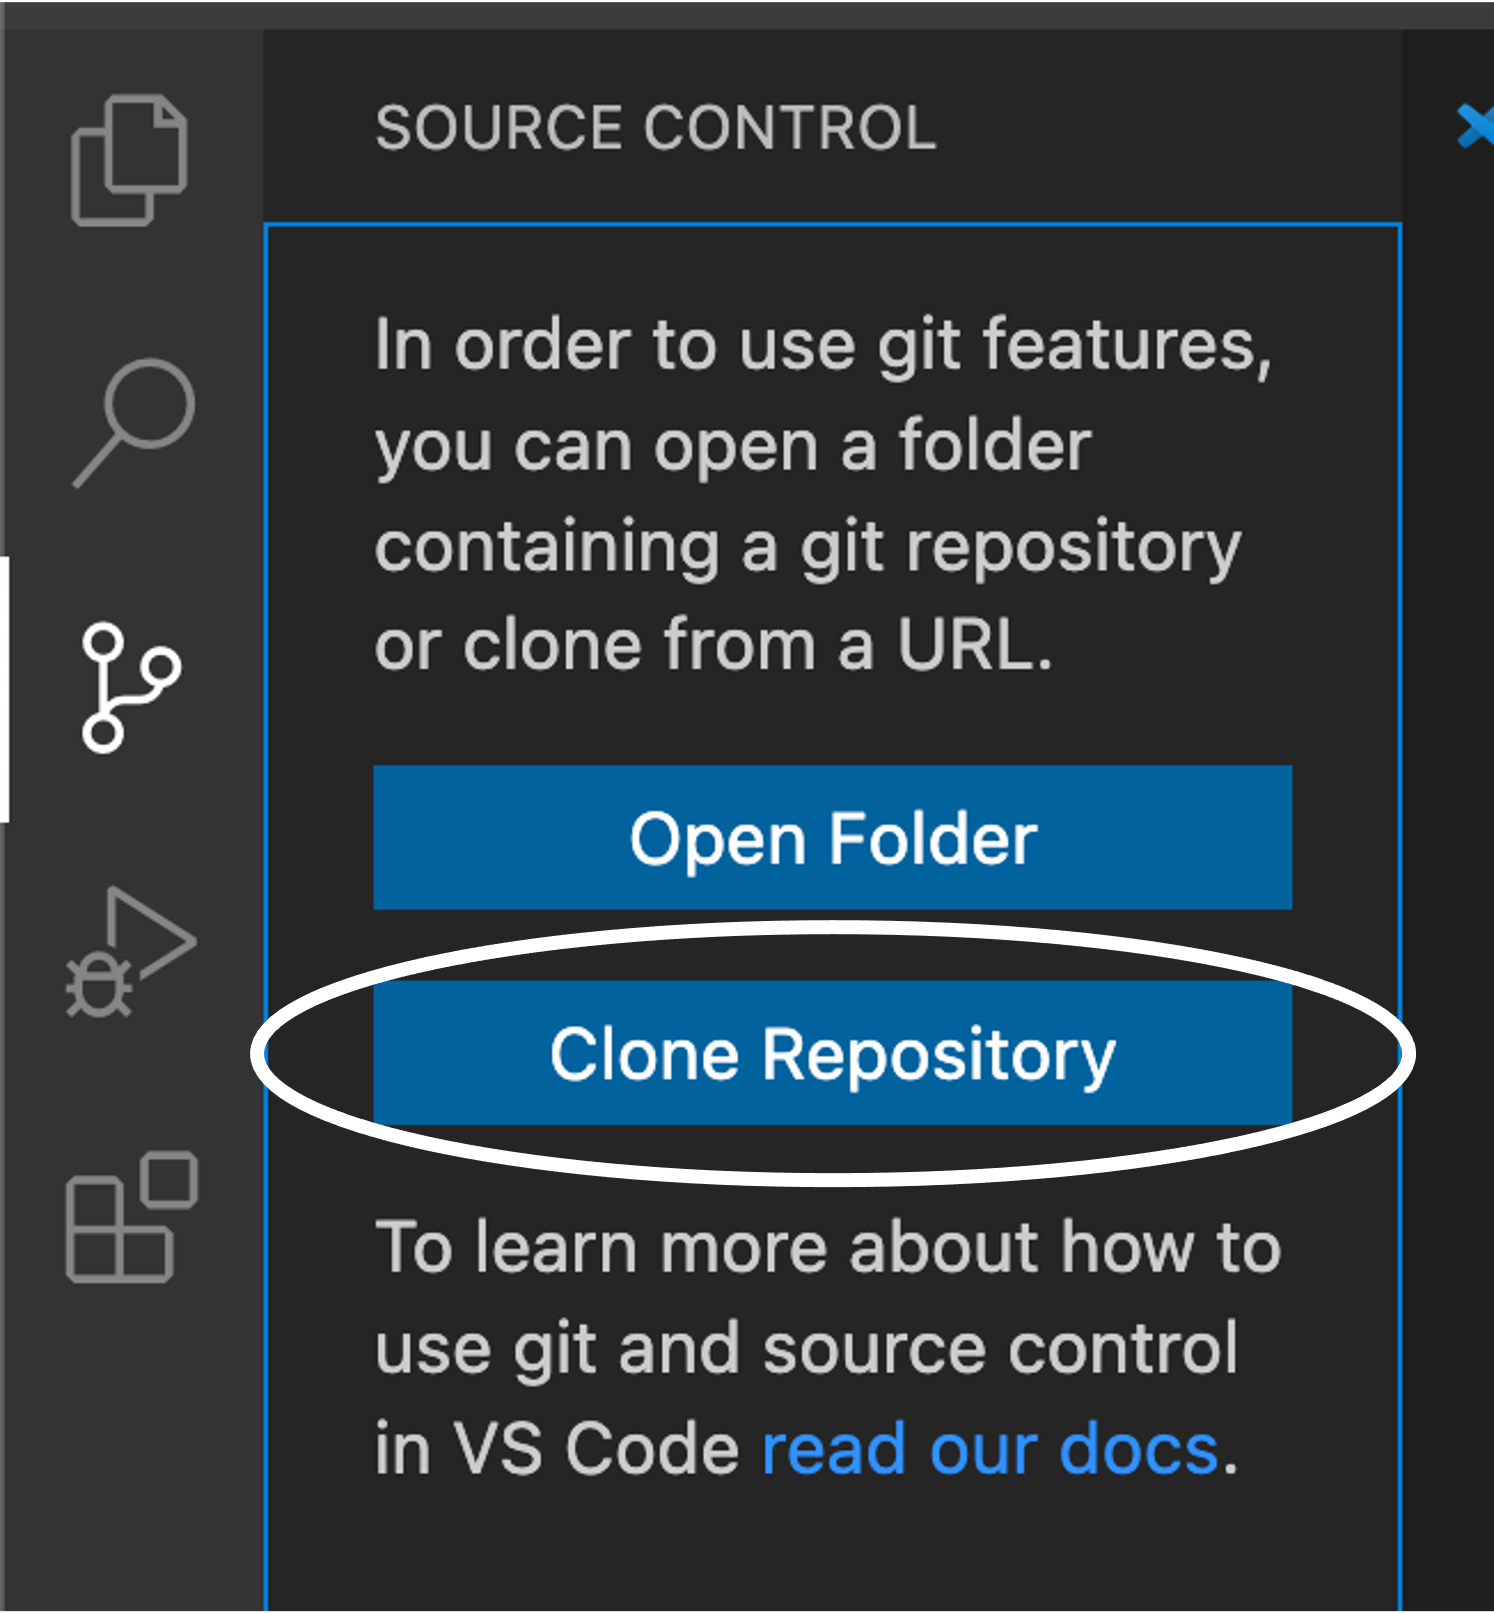 SOURCE CONTROL
In order to use git features,
you can open a folder
containing a git repository
or clone from a URL.
Open Folder
Clone Repository
To learn more about how to
use git and source control
in VS Code read our docs.